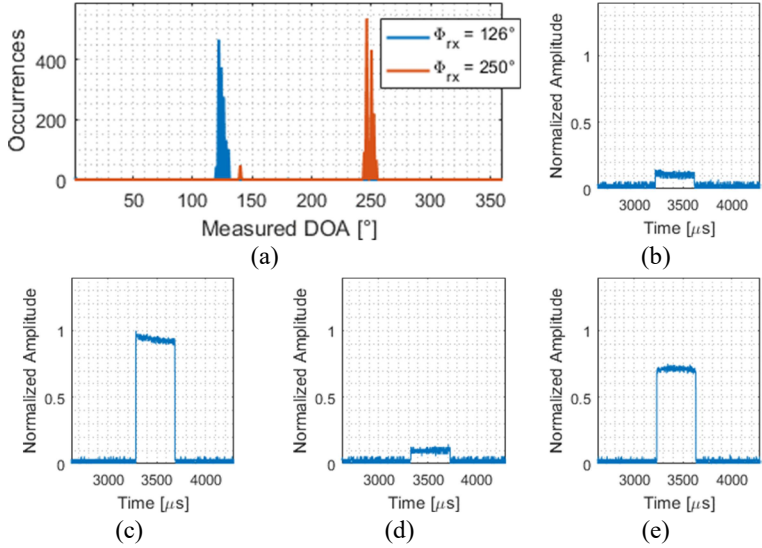 Occurrences
400
200
0
50
100
150
200
250
300
350
Measured DOA [°]
Φrx = 126°
Φrx = 250°
(a)
Normalized Amplitude
1
0.5
0
3000
3500
4000
Time [μs]
(b)
Normalized Amplitude
1
0.5
0
3000
3500
4000
Time [μs]
(c)
Normalized Amplitude
1
0.5
0
3000
3500
4000
Time [μs]
(d)
Normalized Amplitude
1
0.5
0
3000
3500
4000
Time [μs]
(e)